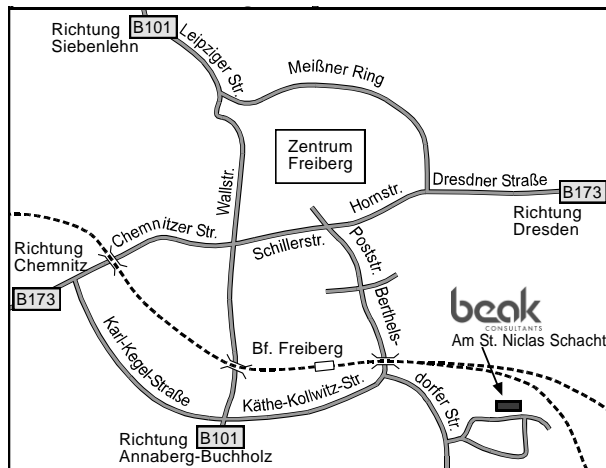 Richtung B101
Siebenlehn
Leipziger Str.
Meißner Ring
Zentrum
Freiberg
Wallstr.
Dresdner Straße
B173
Richtung
Dresden
Hornstr.
Chemnitzer Str.
Schillerstr.
Poststr.
Richtung
Chemnitz
B173
Berthels-
dorfer Str.
beak
CONSULTANTS
Am St. Niclas Schacht
Karl-Kegel-Straße
Bf. Freiberg
Käthe-Kollwitz-Str.
Richtung B101
Annaberg-Buchholz